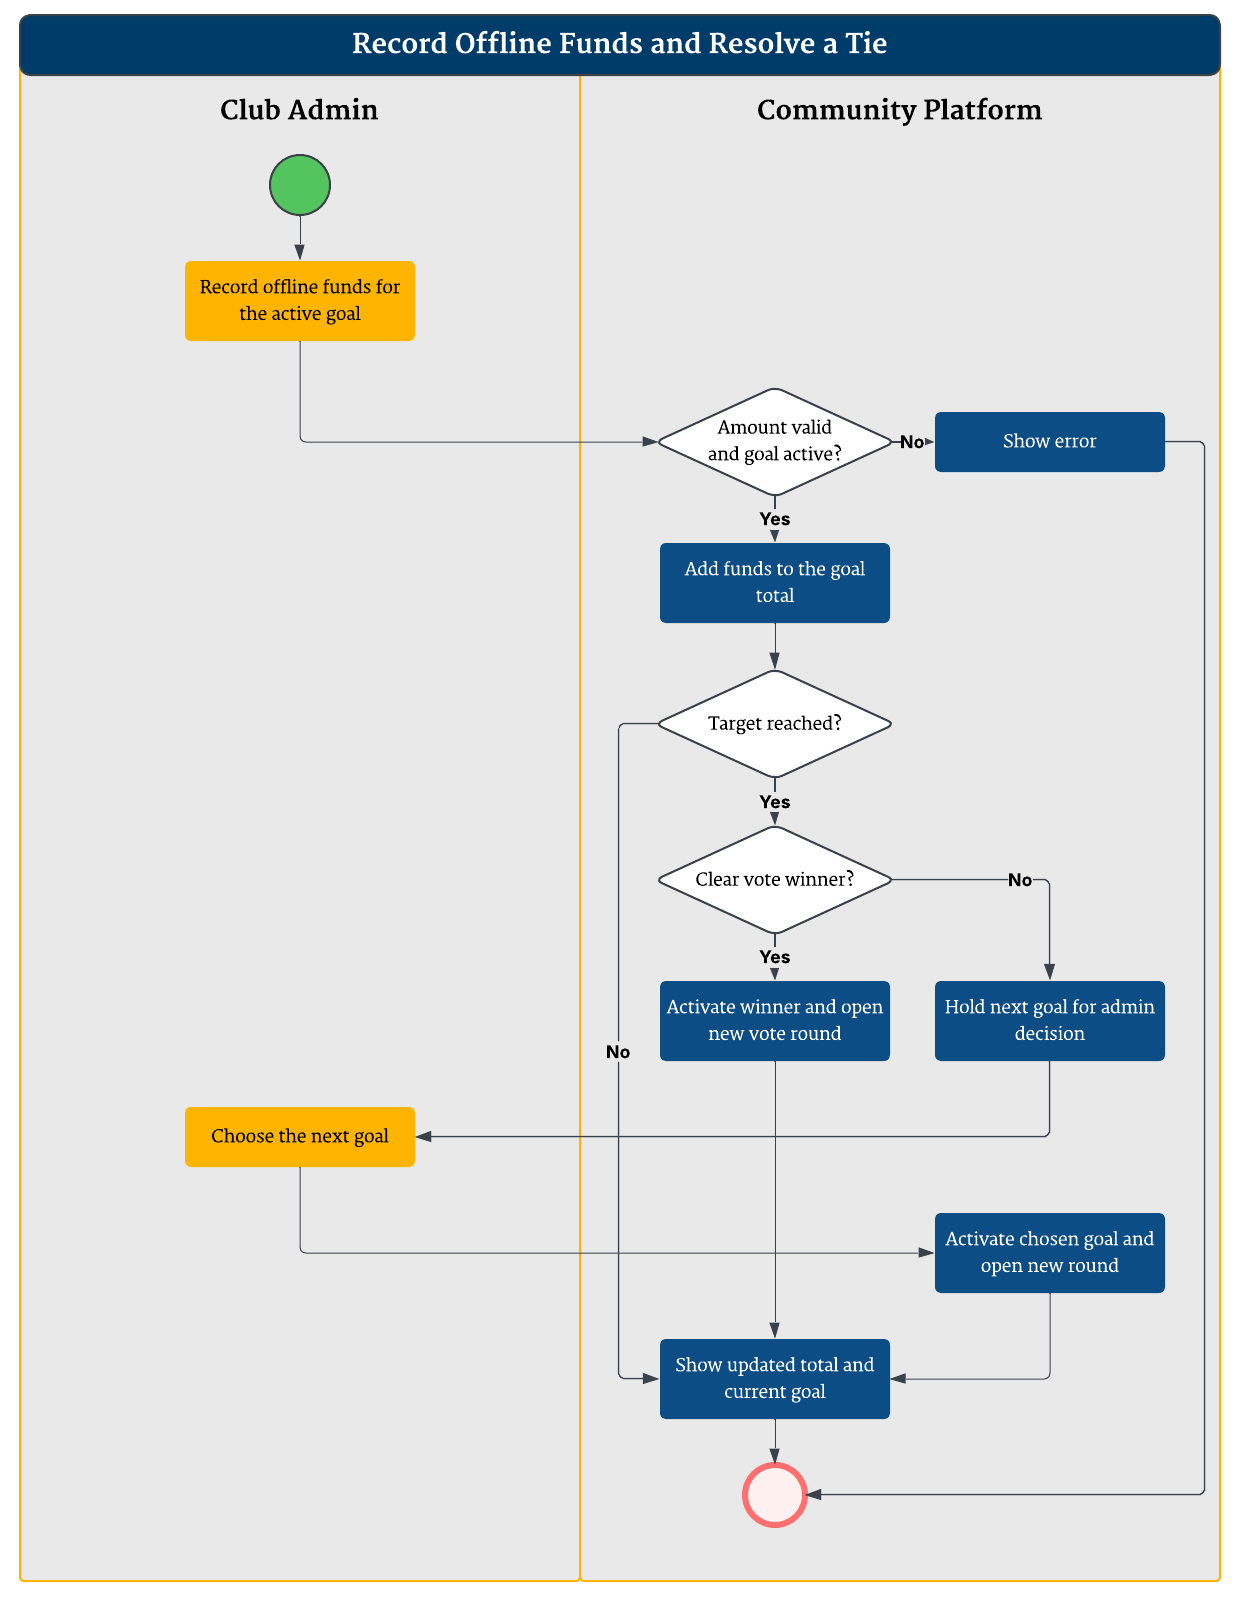 Record Offline Funds and Resolve a Tie
Club Admin
Community Platform
Record offline funds for
the active goal
Amount valid
and goal active?
No
Show error
Yes
Add funds to the goal
total
Target reached?
Yes
Clear vote winner?
No
Yes
Activate winner and open
new vote round
Hold next goal for admin
decision
No
Choose the next goal
Activate chosen goal and
open new round
Show updated total and
current goal